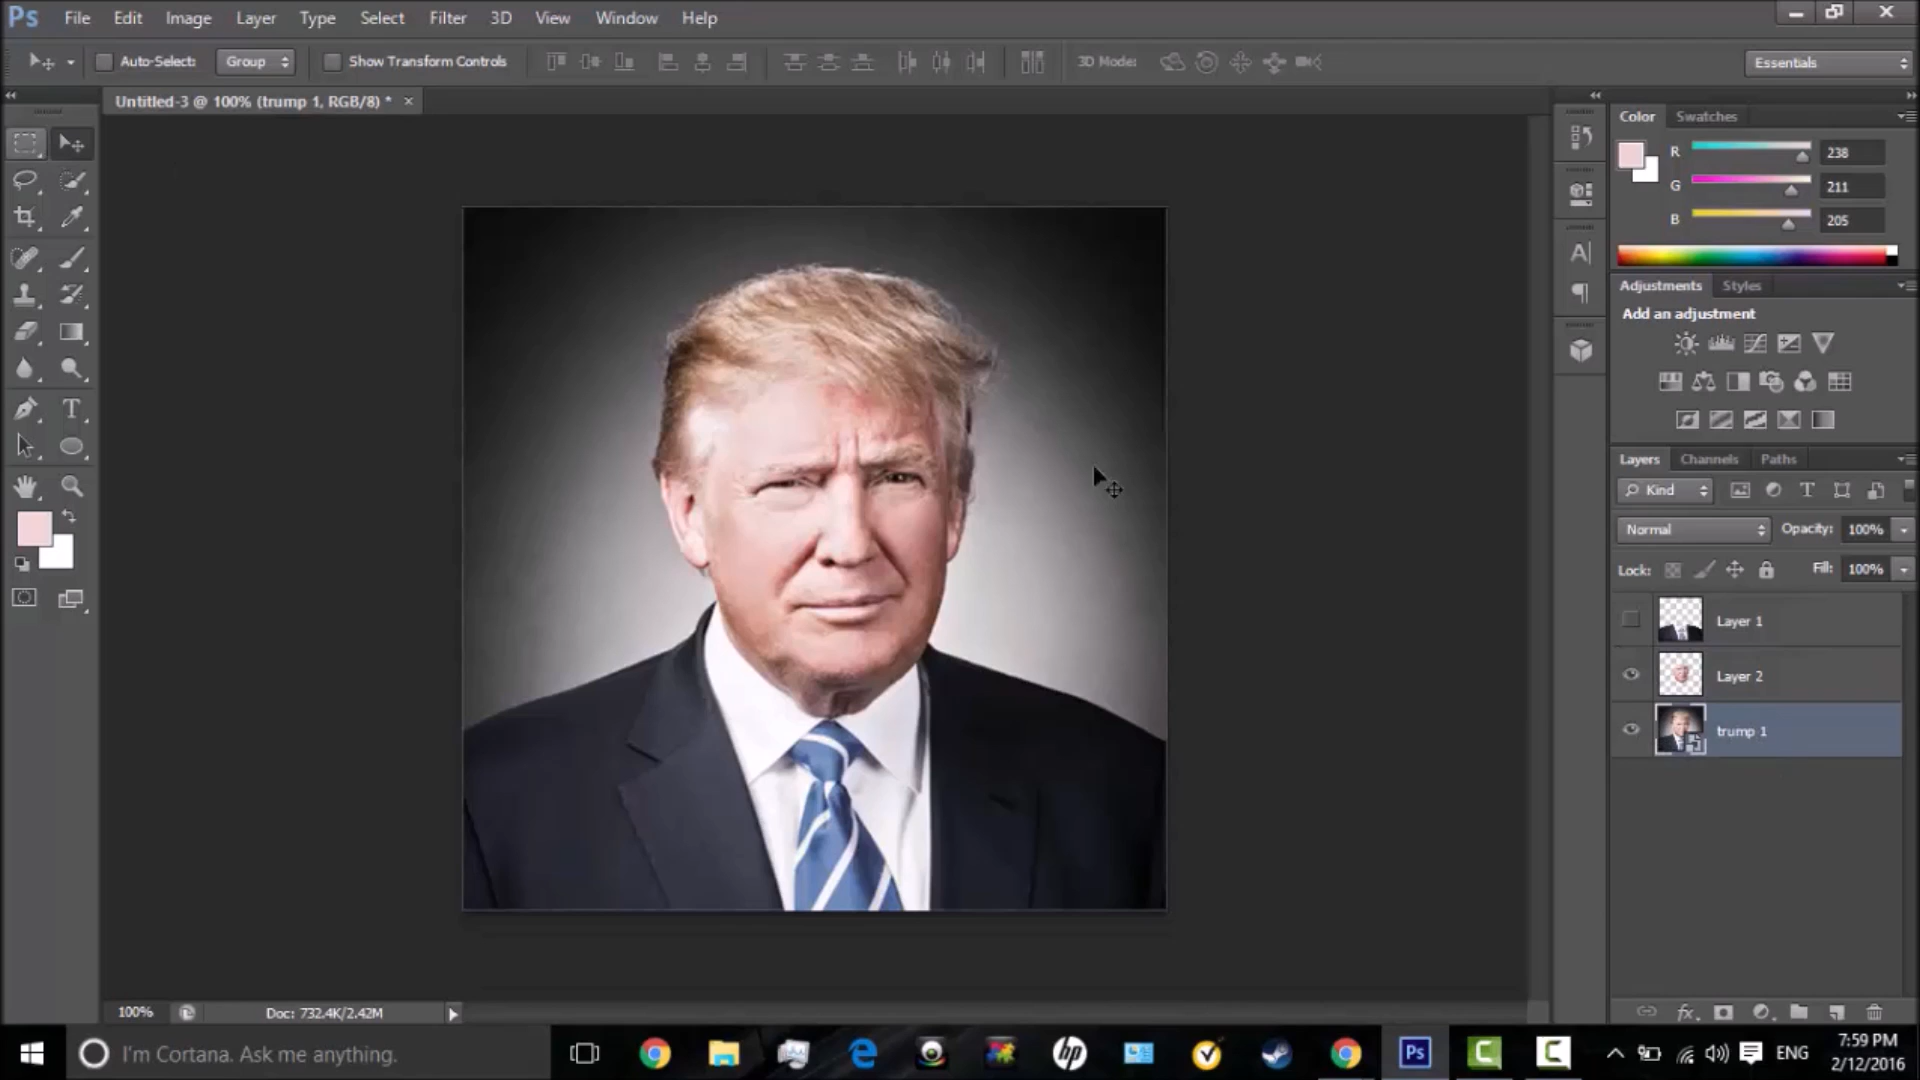 Ps File Edit Image Layer Type Select Filter 3D View Window Help
Auto-Select: Group Show Transform Controls 3D Mode: Essentials
Untitled-3 @ 100% (trump 1, RGB/8) * ×
Color Swatches
R 238
G 211
B 205
Adjustments Styles
Add an adjustment
Layers Channels Paths
Kind
Normal Opacity: 100%
Lock: Fill: 100%
Layer 1
Layer 2
trump 1
100% Doc: 732.4K/2.42M
I'm Cortana. Ask me anything.
hp
Ps
ENG
7:59 PM
2/12/2016